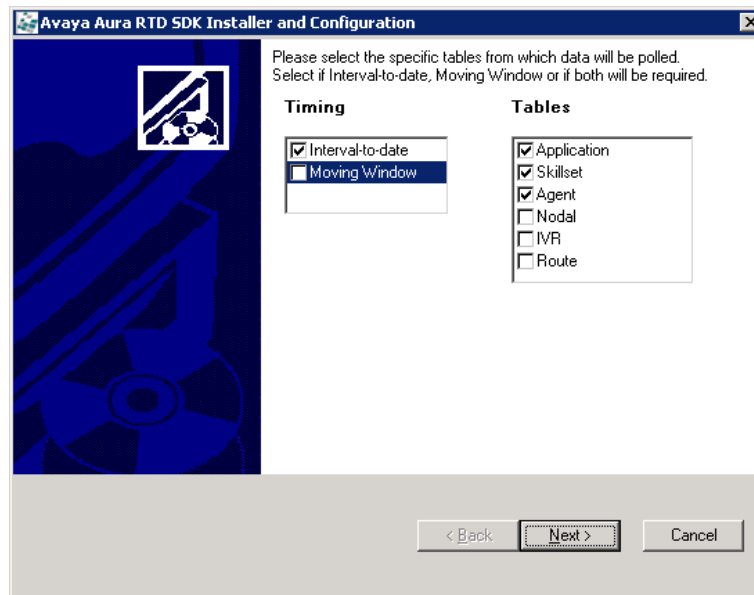 Avaya Aura RTD SDK Installer and Configuration
Please select the specific tables from which data will be polled.
Select if Interval-to-date, Moving Window or if both will be required.
Timing
Interval-to-date
Moving Window
Tables
Application
Skillset
Agent
Nodal
IVR
Route
< Back
Next >
Cancel